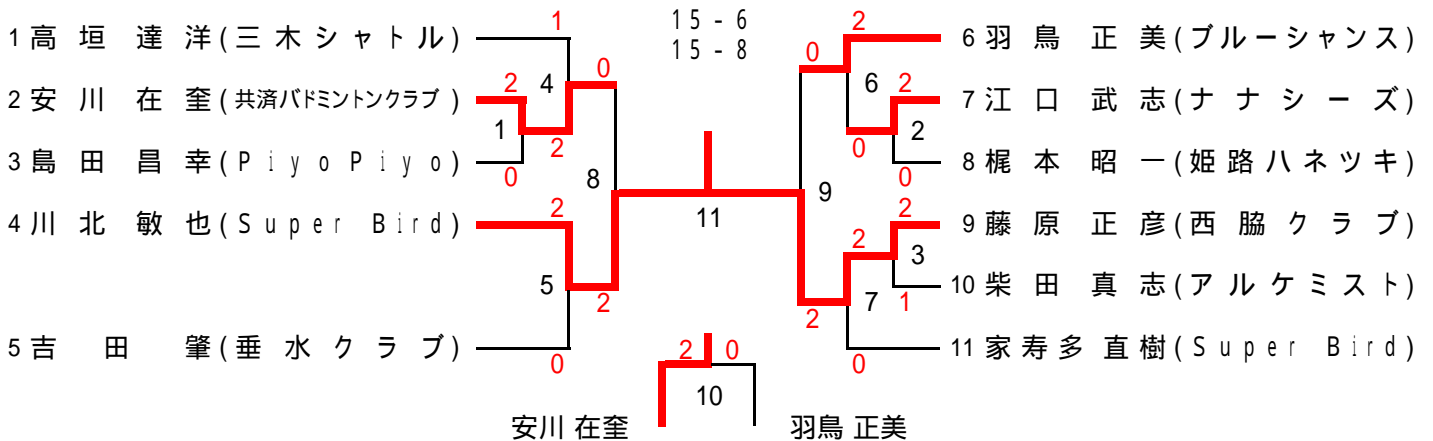 1 15 - 6 2
1 高垣達洋(三木シャトル) 15 - 8 0 6 羽鳥 正美(ブルーシャンス)
2 4 0 6 2
2 安川 在奎(共済バドミントンクラブ) 7 江口 武志(ナナシーズ)
1 2 0 2
3 島田昌幸(PiyoPiyo) 0 8 9 0 8 梶本昭一(姫路ハネツキ)
4 川北敏也(Super Bird) 2 11 2 2 9 藤原正彦(西脇クラブ)
3
5 2 2 7 1 10 柴田真志(アルケミスト)
5 吉田 肇(垂水クラブ) 0 2 0 0 11 家寿多 直樹(Super Bird)
10
安川 在奎 羽鳥 正美